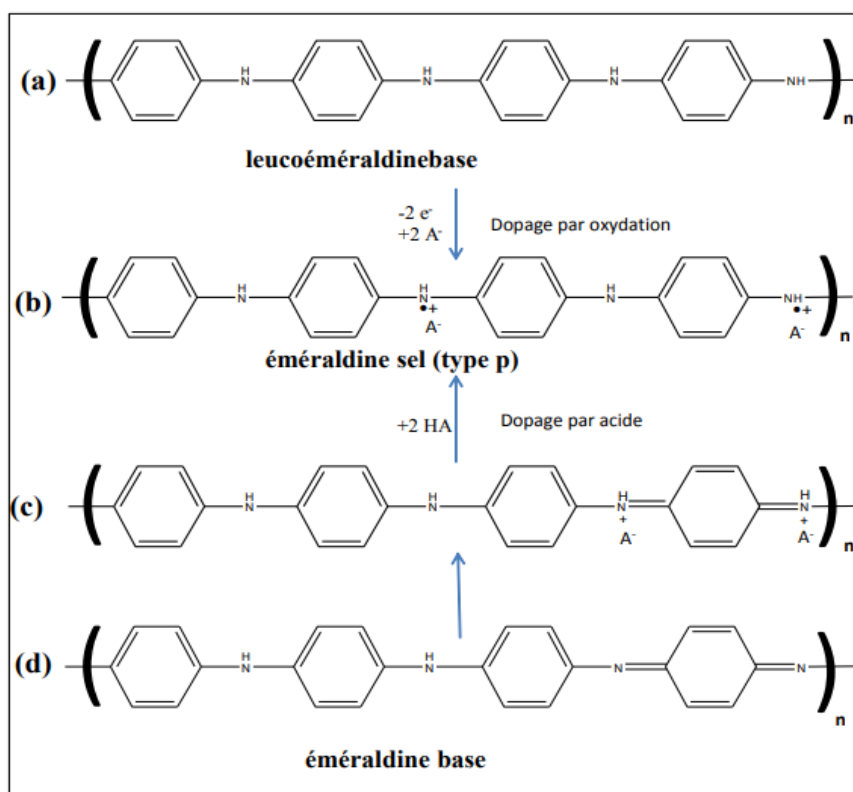 (a)
H
N
H
N
H
N
NH
n
leucoéméraldinebase
-2 e-
+2 A-
Dopage par oxydation
(b)
H
N
H
N
•+
A-
H
N
NH
•+
A-
n
éméraldine sel (type p)
+2 HA
Dopage par acide
(c)
H
N
H
N
H
N
+
A-
H
N
+
A-
n
(d)
H
N
H
N
N
N
n
éméraldine base